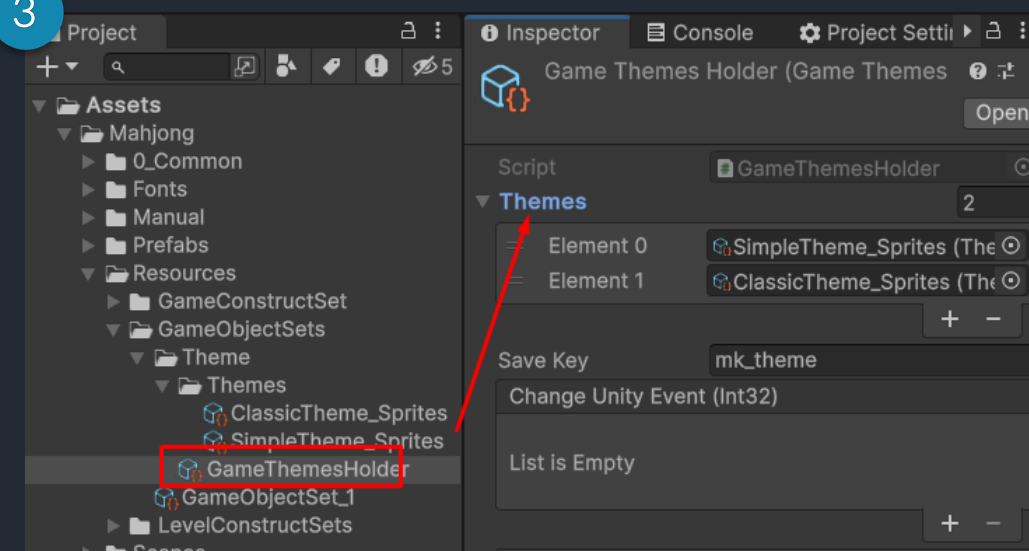 3
Project
5
Assets
Mahjong
0_Common
Fonts
Manual
Prefabs
Resources
GameConstructSet
GameObjectSets
Theme
Themes
ClassicTheme_Sprites
SimpleTheme_Sprites
GameThemesHolder
GameObjectSet_1
LevelConstructSets
Scenes
Inspector
Console
Project Settin
Game Themes Holder (Game Themes
Open
Script
GameThemesHolder
Themes
2
Element 0
SimpleTheme_Sprites (The
Element 1
ClassicTheme_Sprites (The
Save Key
mk_theme
Change Unity Event (Int32)
List is Empty